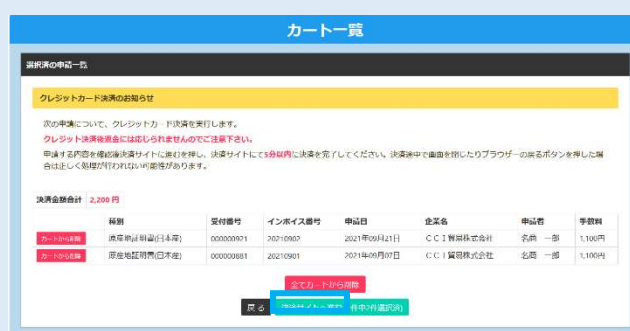 カート一覧
選択済の申請一覧
クレジットカード決済のお知らせ
次の申請について、クレジットカード決済を実行します。
クレジット決済後返金には応じられませんのでご注意下さい。
申請する内容を確認後決済サイトに進むを押し、決済サイトにて5分以内に決済を完了してください。決済途中で画面を閉じたりブラウザーの戻るボタンを押した場
合は正しく処理が行われない可能性があります。
決済金額合計 2,200 円
種別 受付番号 インボイス番号 申請日 企業名 申請者 手数料
カートから削除 原産地証明書(日本産) 000000921 20210902 2021年09月21日 CCI貿易株式会社 名商 一郎 1,100円
カートから削除 原産地証明書(日本産) 000000881 20210901 2021年09月07日 CCI貿易株式会社 名商 一郎 1,100円
全てカートから削除
戻る 件中2件選択済)